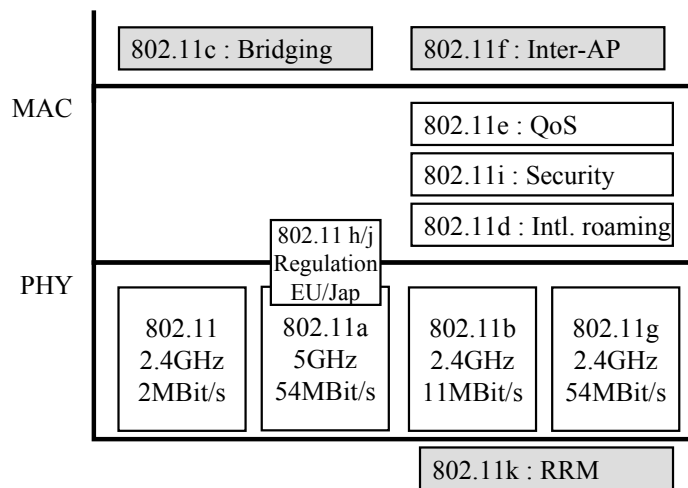 802.11c : Bridging
802.11f : Inter-AP
MAC
802.11e : QoS
802.11i : Security
802.11d : Intl. roaming
802.11 h/j
Regulation
EU/Jap
PHY
802.11
2.4GHz
2MBit/s
802.11a
5GHz
54MBit/s
802.11b
2.4GHz
11MBit/s
802.11g
2.4GHz
54MBit/s
802.11k : RRM